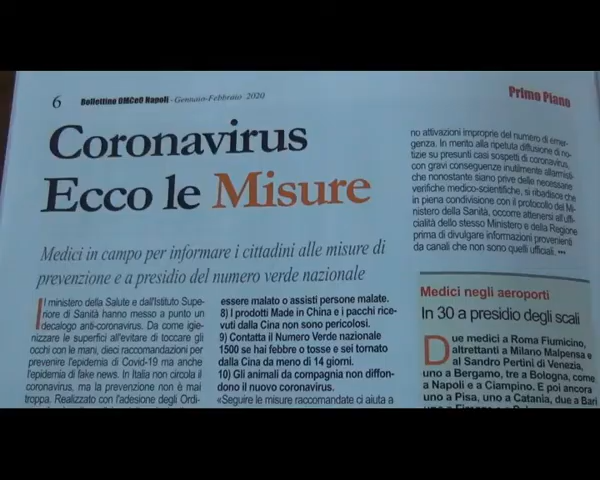 6 Bollettino OMCeO Napoli - Gennaio-Febbraio 2020
Primo Piano
Coronavirus
Ecco le Misure
Medici in campo per informare i cittadini alle misure di
prevenzione e a presidio del numero verde nazionale
Il ministero della Salute e dall'Istituto Supe-
riore di Sanità hanno messo a punto un
decalogo anti-coronavirus. Da come igie-
nizzare le superfici all'evitare di toccare gli
occhi con le mani, dieci raccomandazioni per
prevenire l'epidemia di Covid-19 ma anche
l'epidemia di fake news. In Italia non circola il
coronavirus, ma la prevenzione non è mai
troppa. Realizzato con l'adesione degli Ordi-
essere malato o assisti persone malate.
8) I prodotti Made in China e i pacchi rice-
vuti dalla Cina non sono pericolosi.
9) Contatta il Numero Verde nazionale
1500 se hai febbre o tosse e sei tornato
dalla Cina da meno di 14 giorni.
10) Gli animali da compagnia non diffon-
dono il nuovo coronavirus.
«Seguire le misure raccomandate ci aiuta a
no attivazioni improprie del numero di emer-
genza. In merito alla ripetuta diffusione di no-
tizie su presunti casi sospetti di coronavirus,
con gravi conseguenze inutilmente allarmisti-
che nonostante siano prive delle necessarie
verifiche medico-scientifiche, si ribadisce che
in piena condivisione con il protocollo del Mi-
nistero della Sanità, occorre attenersi all'uffi-
cialità dello stesso Ministero e della Regione
prima di divulgare informazioni provenienti
da canali che non sono quelli ufficiali. •••
Medici negli aeroporti
In 30 a presidio degli scali
Due medici a Roma Fiumicino,
altrettanti a Milano Malpensa e
al Sandro Pertini di Venezia,
uno a Bergamo, tre a Bologna, come
a Napoli e a Ciampino. E poi ancora
uno a Pisa, uno a Catania, due a Bari